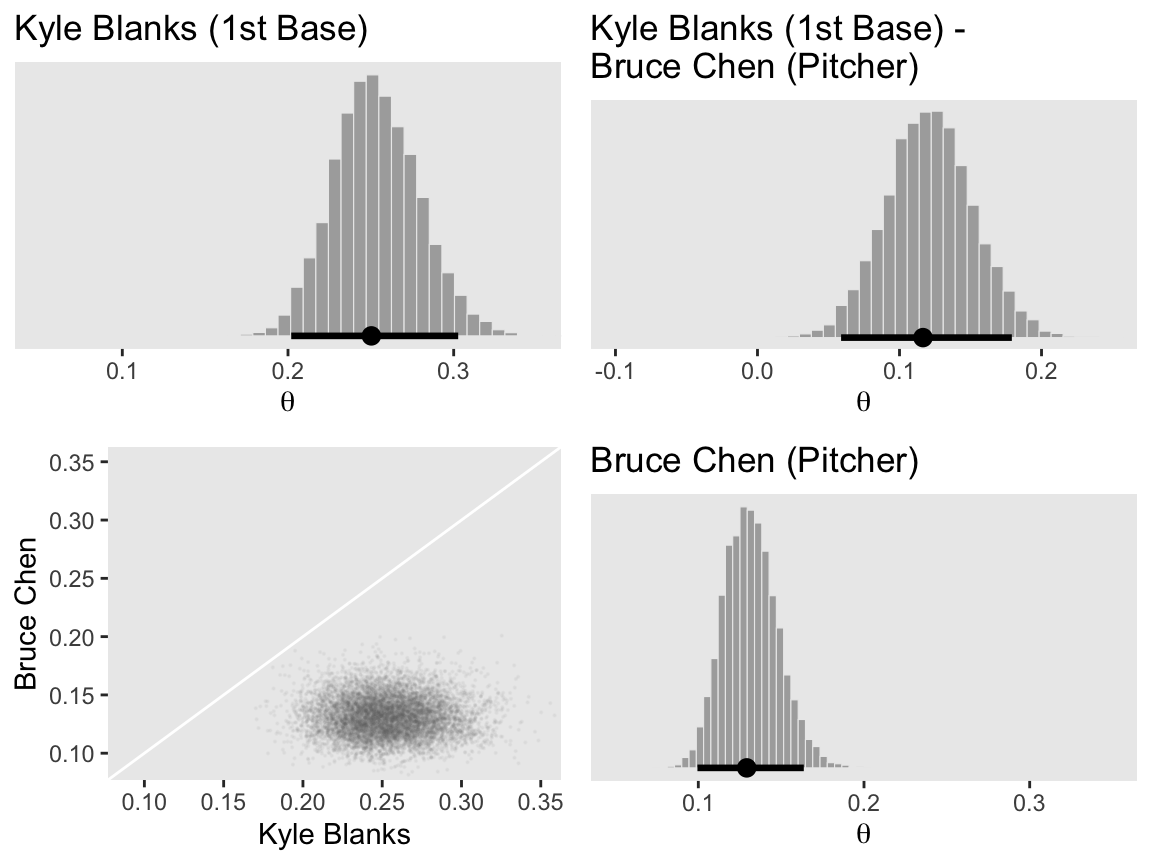 Kyle Blanks (1st Base)
0.1 0.2 0.3
θ
Kyle Blanks (1st Base) -
Bruce Chen (Pitcher)
-0.1 0.0 0.1 0.2
θ
0.35
0.30
0.25
0.20
0.15
0.10
Bruce Chen
0.10 0.15 0.20 0.25 0.30 0.35
Kyle Blanks
Bruce Chen (Pitcher)
0.1 0.2 0.3
θ